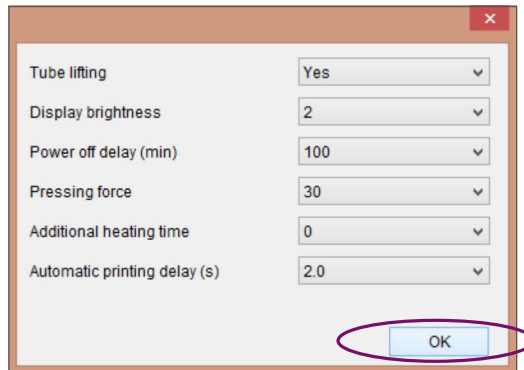 Tube lifting Yes
Display brightness 2
Power off delay (min) 100
Pressing force 30
Additional heating time 0
Automatic printing delay (s) 2.0
OK